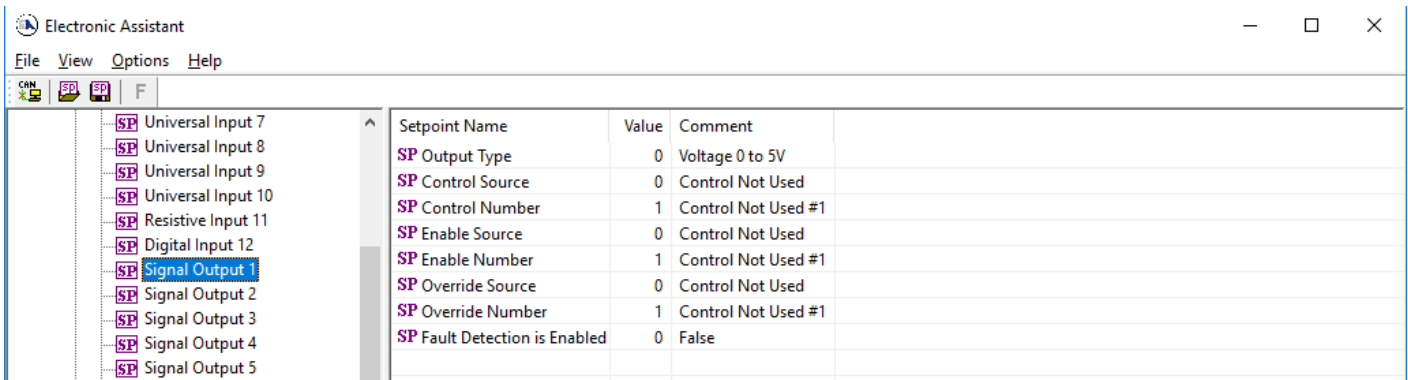 Electronic Assistant
File View Options Help
CAN SP SP F
SP Universal Input 7
SP Universal Input 8
SP Universal Input 9
SP Universal Input 10
SP Resistive Input 11
SP Digital Input 12
SP Signal Output 1
SP Signal Output 2
SP Signal Output 3
SP Signal Output 4
SP Signal Output 5
Setpoint Name Value Comment
SP Output Type 0 Voltage 0 to 5V
SP Control Source 0 Control Not Used
SP Control Number 1 Control Not Used #1
SP Enable Source 0 Control Not Used
SP Enable Number 1 Control Not Used #1
SP Override Source 0 Control Not Used
SP Override Number 1 Control Not Used #1
SP Fault Detection is Enabled 0 False